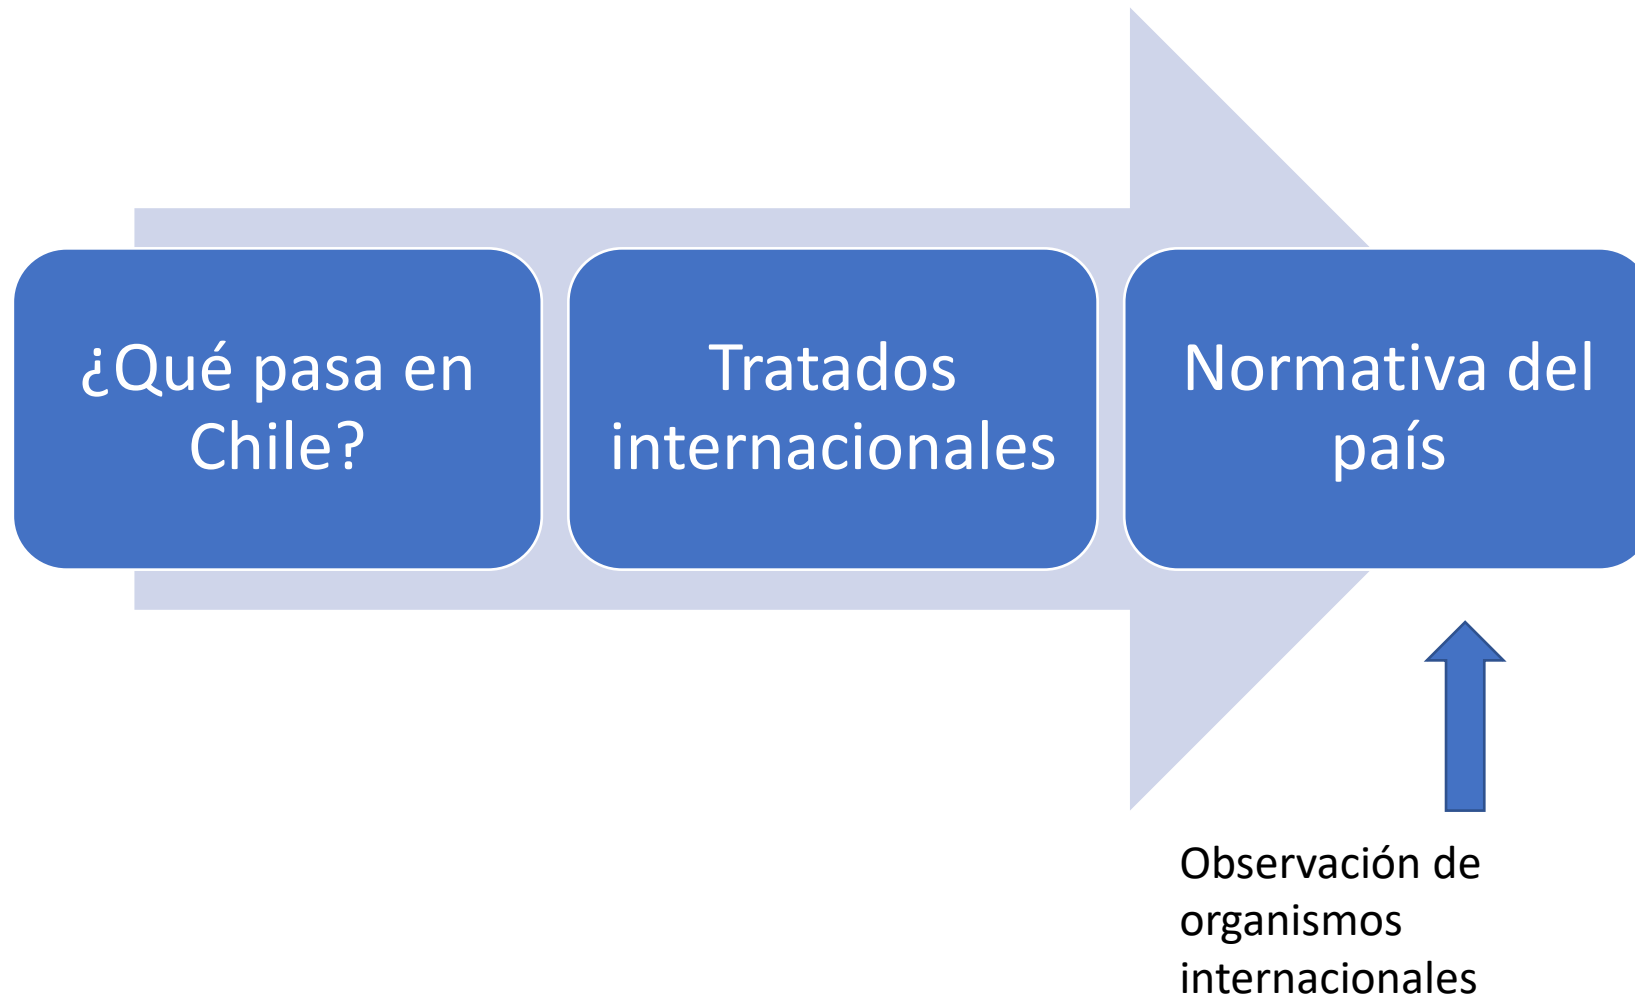 ¿Qué pasa en
Chile?
Tratados
internacionales
Normativa del
país
Observación de
organismos
internacionales